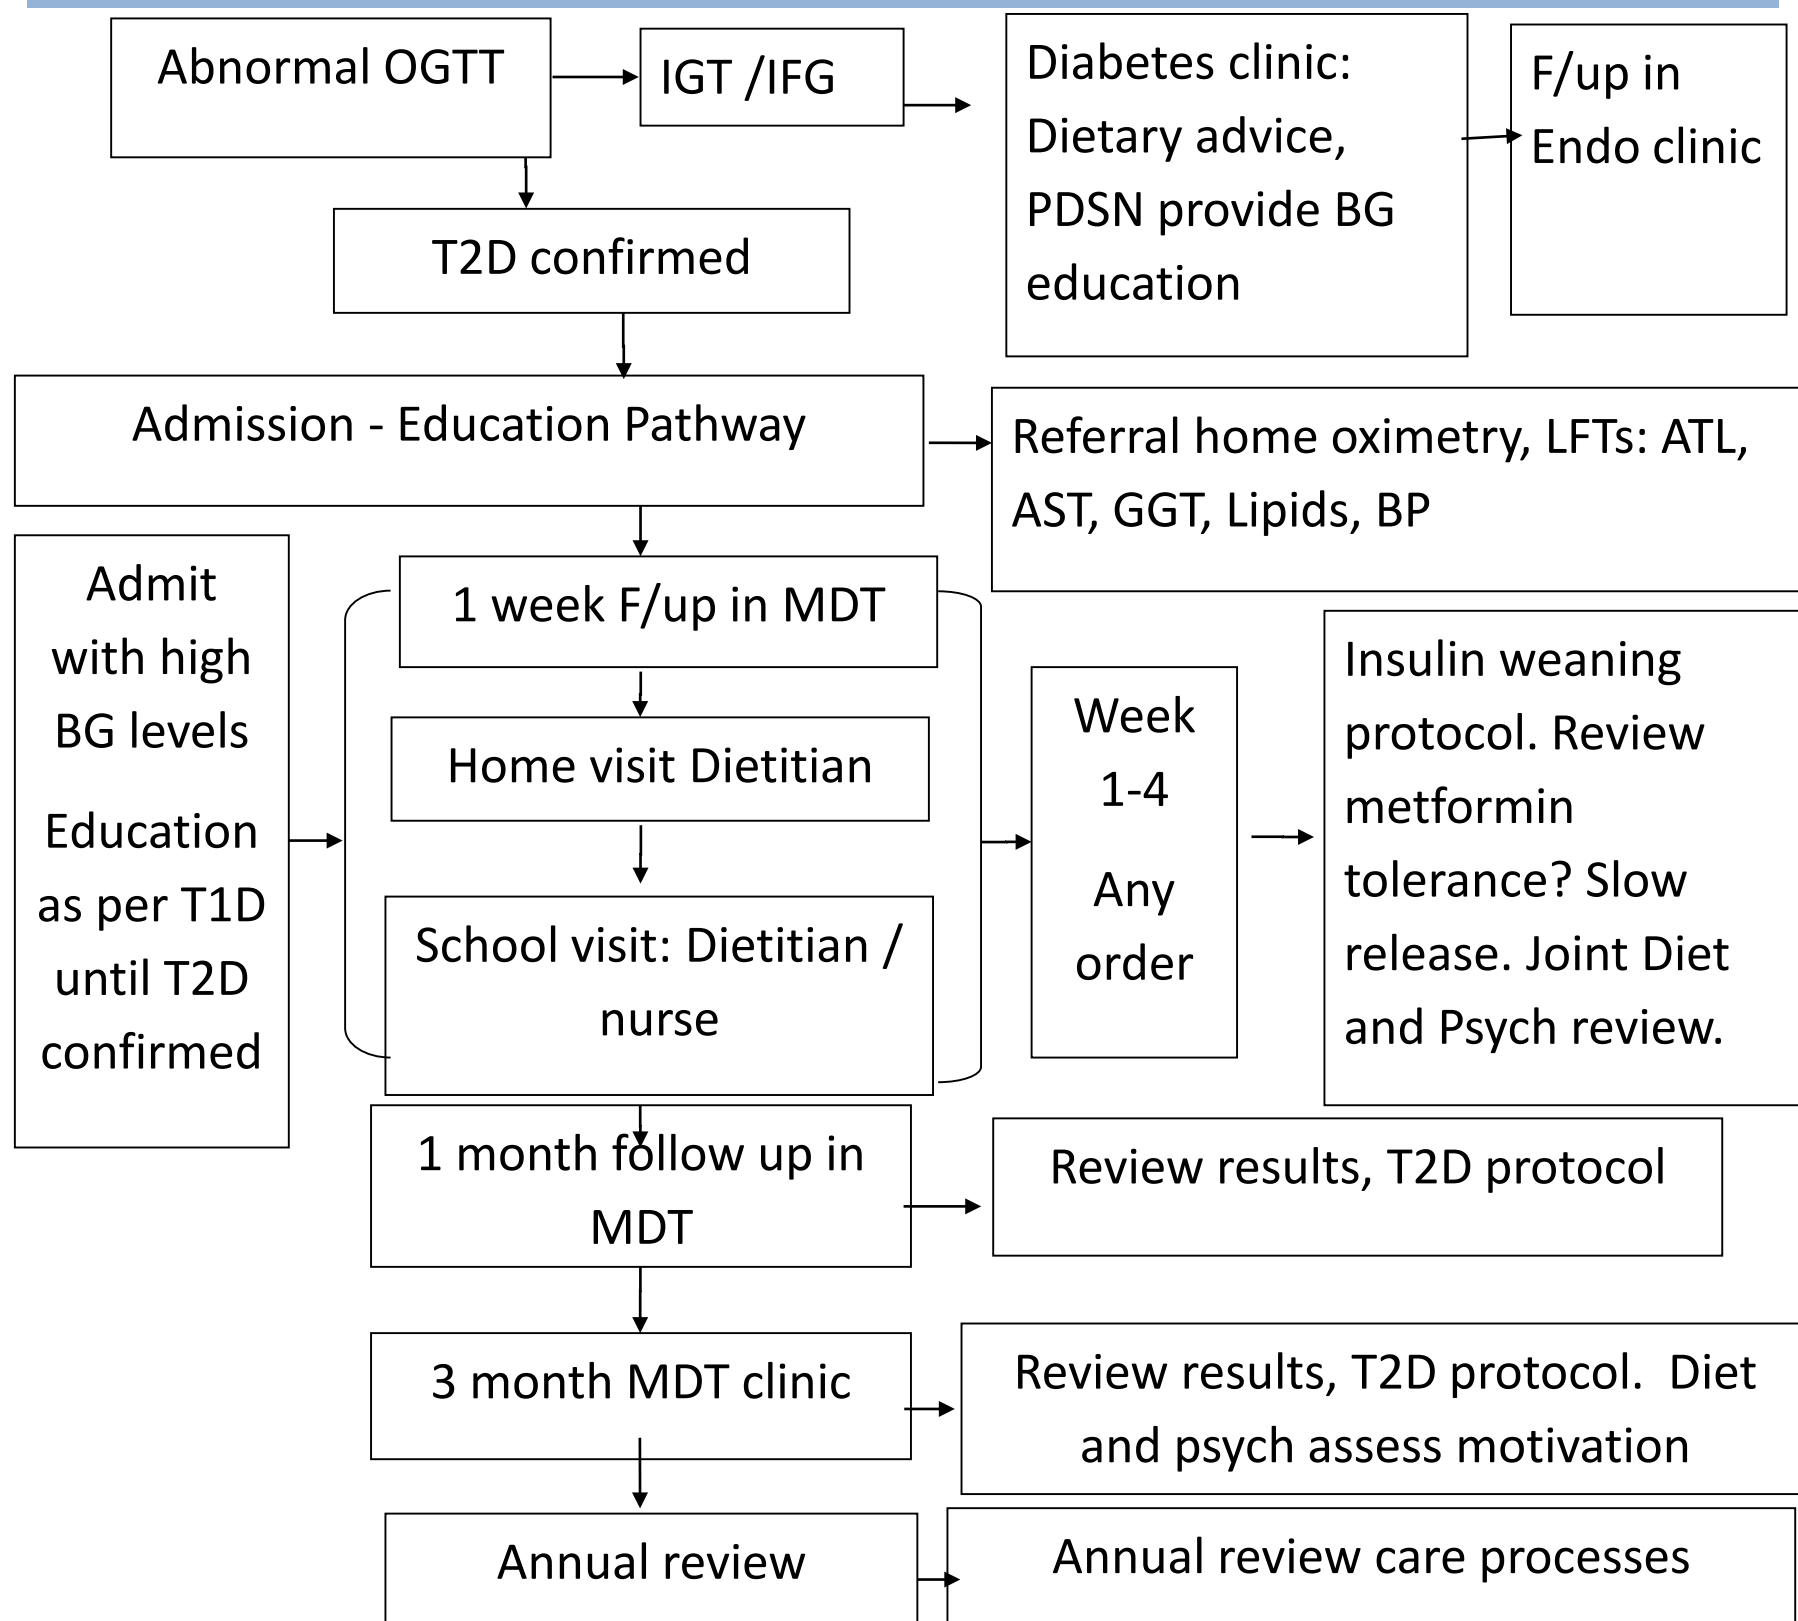 Abnormal OGTT
IGT /IFG
Diabetes clinic:
Dietary advice,
PDSN provide BG
education
F/up in
Endo clinic
T2D confirmed
Admission - Education Pathway
Referral home oximetry, LFTs: ATL,
AST, GGT, Lipids, BP
Admit
with high
BG levels
Education
as per T1D
until T2D
confirmed
1 week F/up in MDT
Home visit Dietitian
School visit: Dietitian /
nurse
Week
1-4
Any
order
Insulin weaning
protocol. Review
metformin
tolerance? Slow
release. Joint Diet
and Psych review.
1 month follow up in
MDT
Review results, T2D protocol
3 month MDT clinic
Review results, T2D protocol.  Diet
and psych assess motivation
Annual review
Annual review care processes